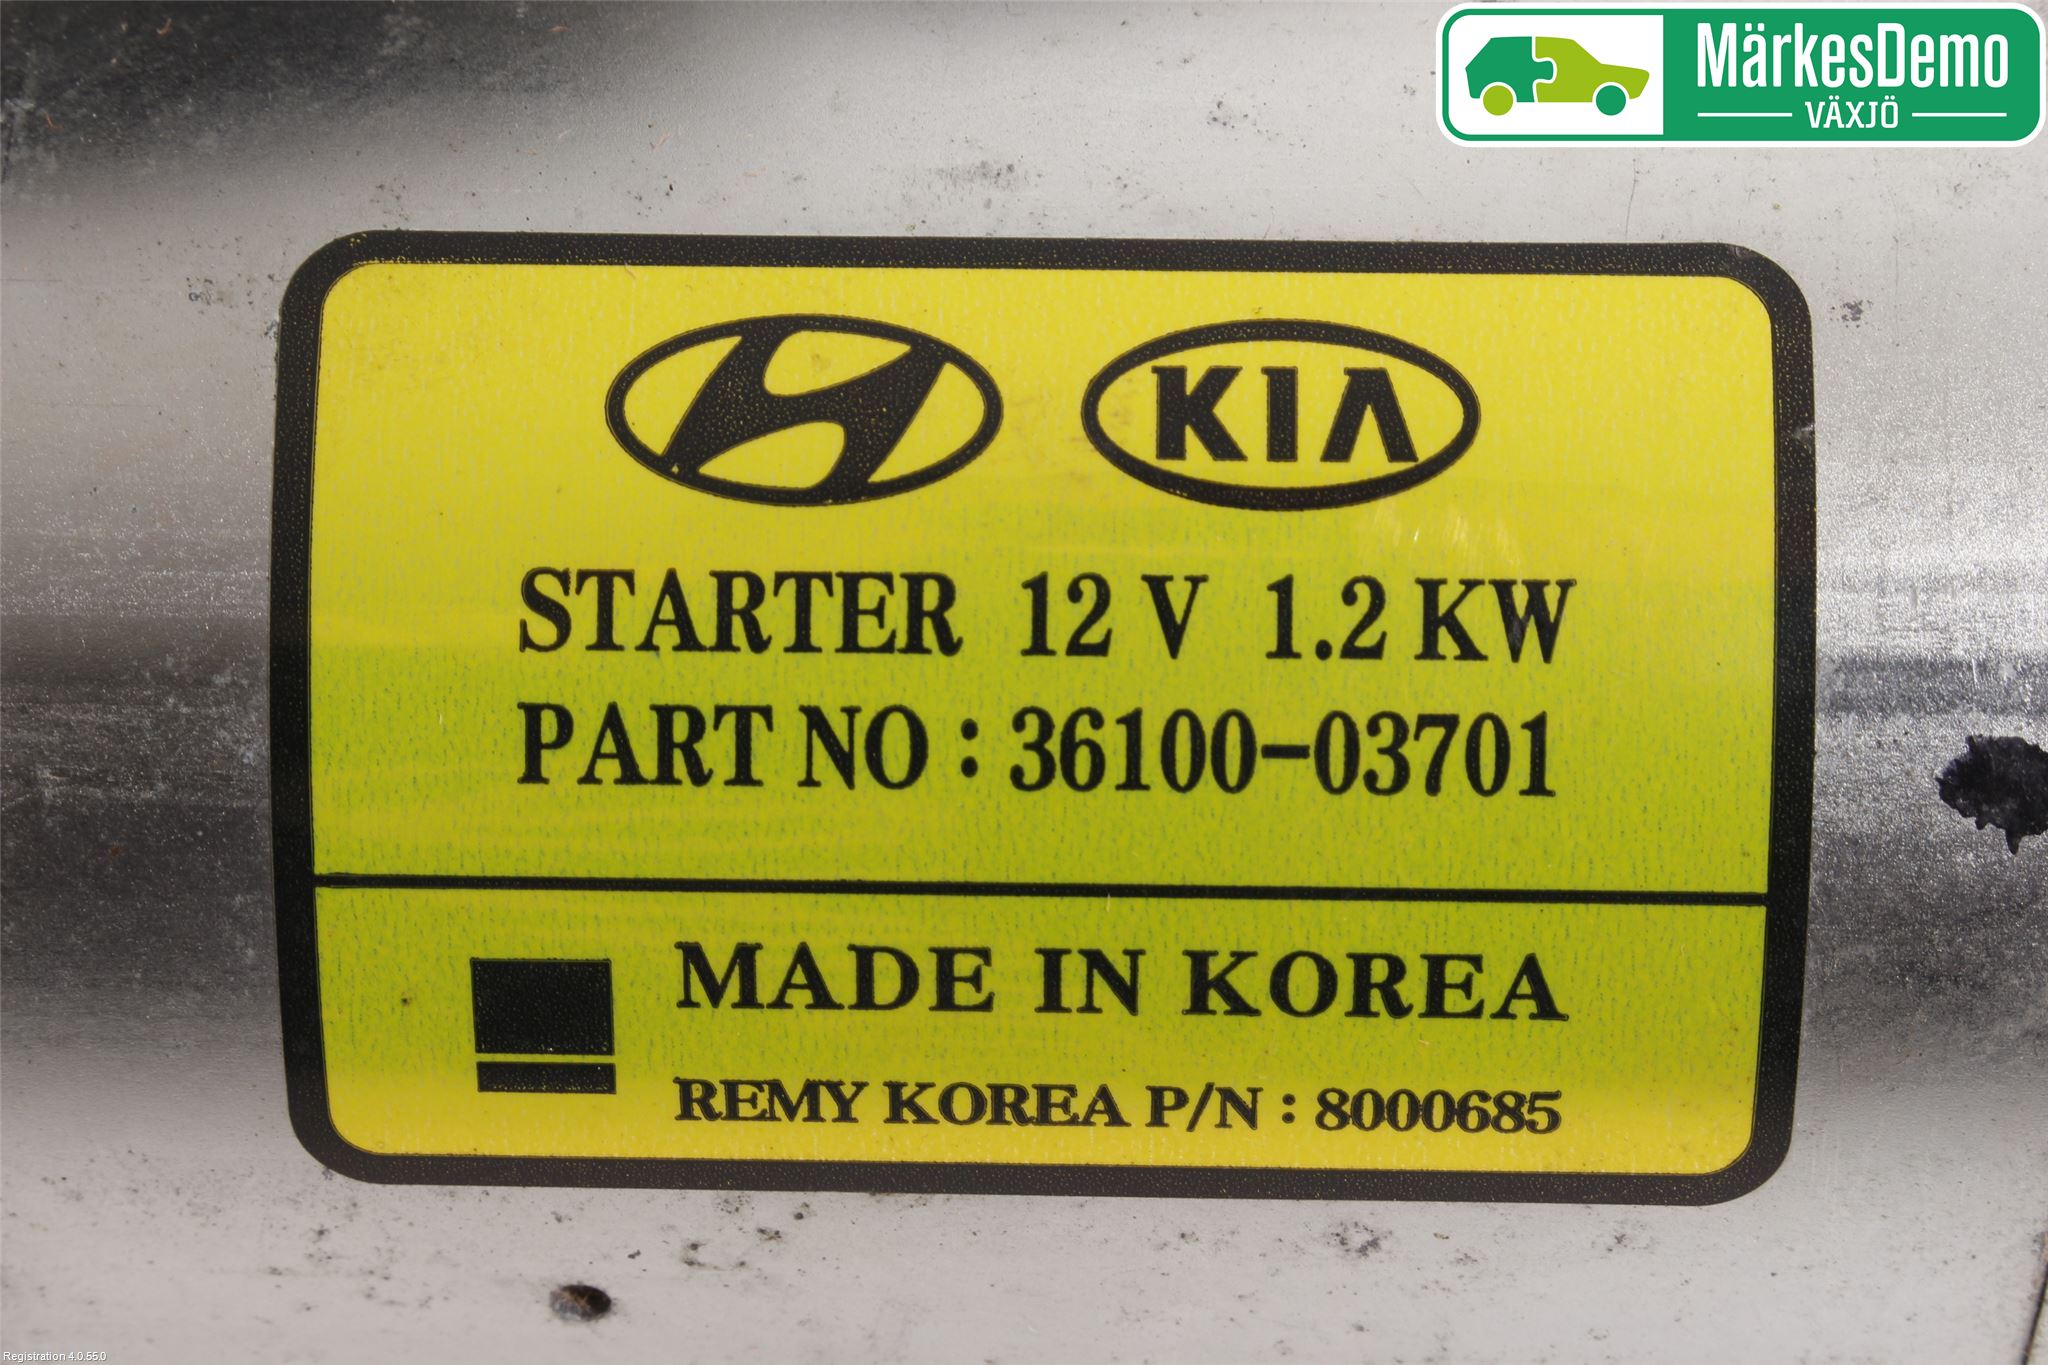 MärkesDemo
VÄXJÖ
KIA
STARTER 12 V 1.2 KW
PART NO : 36100-03701
MADE IN KOREA
REMY KOREA P/N : 8000685
Registration 4.0.55.0